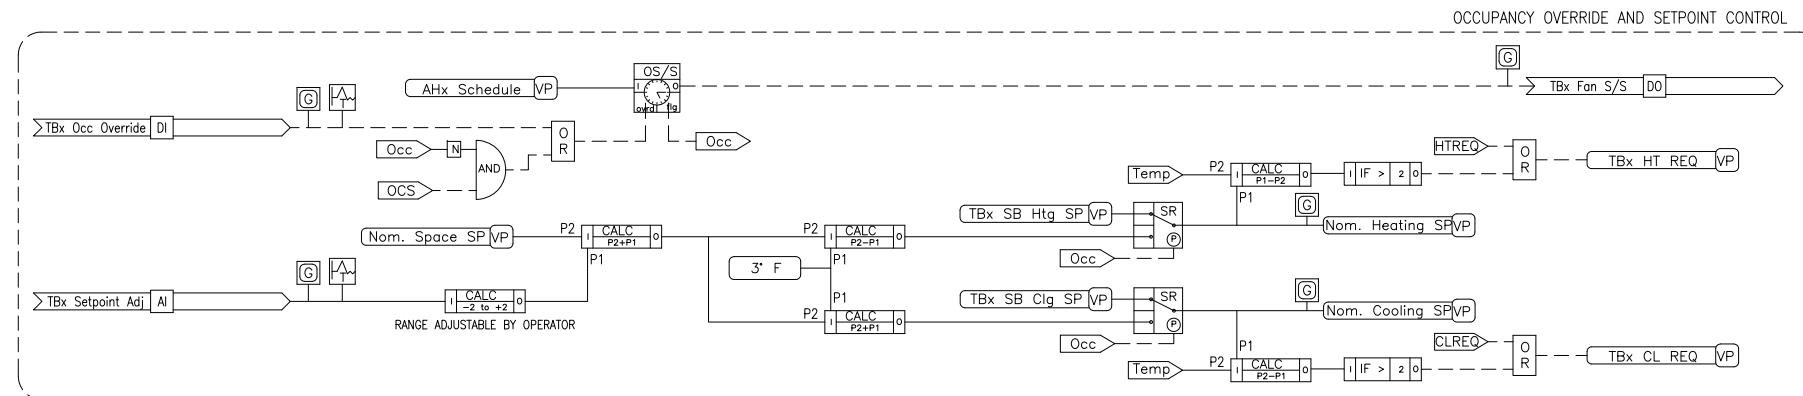 OCCUPANCY OVERRIDE AND SETPOINT CONTROL
G
OS/S
AHx Schedule VP
I O
ovrd flg
TBx Fan S/S DO
G
TBx Occ Override DI
OR
Occ
Occ N
AND
OCS
HTREQ
OR
TBx HT REQ VP
Temp
P2
I CALC O
P1-P2
I IF > 2 O
P1
G
TBx SB Htg SP VP
SR
P
Nom. Heating SP VP
Occ
Nom. Space SP VP
P2
I CALC O
P2+P1
P1
P2
I CALC O
P2-P1
P1
3° F
G
TBx Setpoint Adj AI
I CALC O
-2 to +2
RANGE ADJUSTABLE BY OPERATOR
P1
P2
I CALC O
P2+P1
TBx SB Clg SP VP
SR
P
G
Nom. Cooling SP VP
Occ
P1
CLREQ
OR
TBx CL REQ VP
Temp
P2
I CALC O
P2-P1
I IF > 2 O